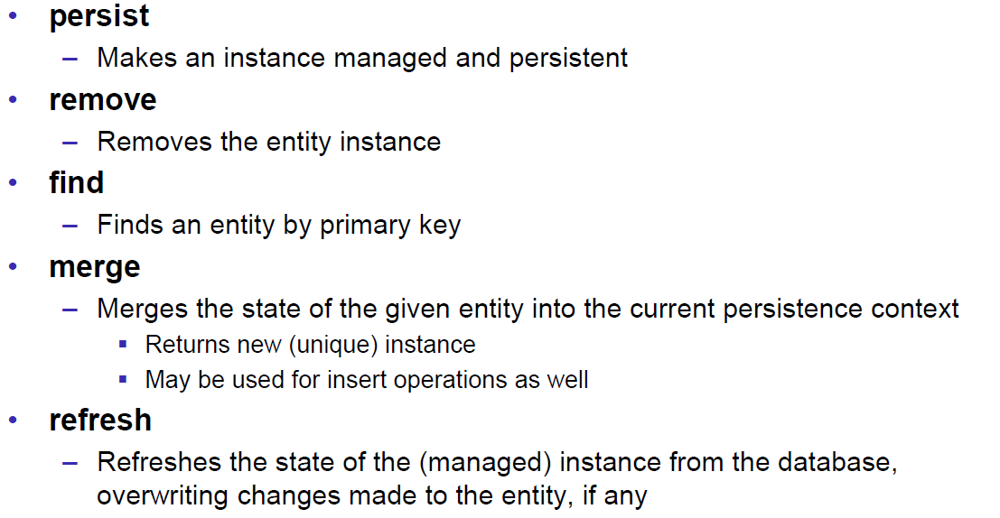 • persist
– Makes an instance managed and persistent
• remove
– Removes the entity instance
• find
– Finds an entity by primary key
• merge
– Merges the state of the given entity into the current persistence context
▪ Returns new (unique) instance
▪ May be used for insert operations as well
• refresh
– Refreshes the state of the (managed) instance from the database,
overwriting changes made to the entity, if any